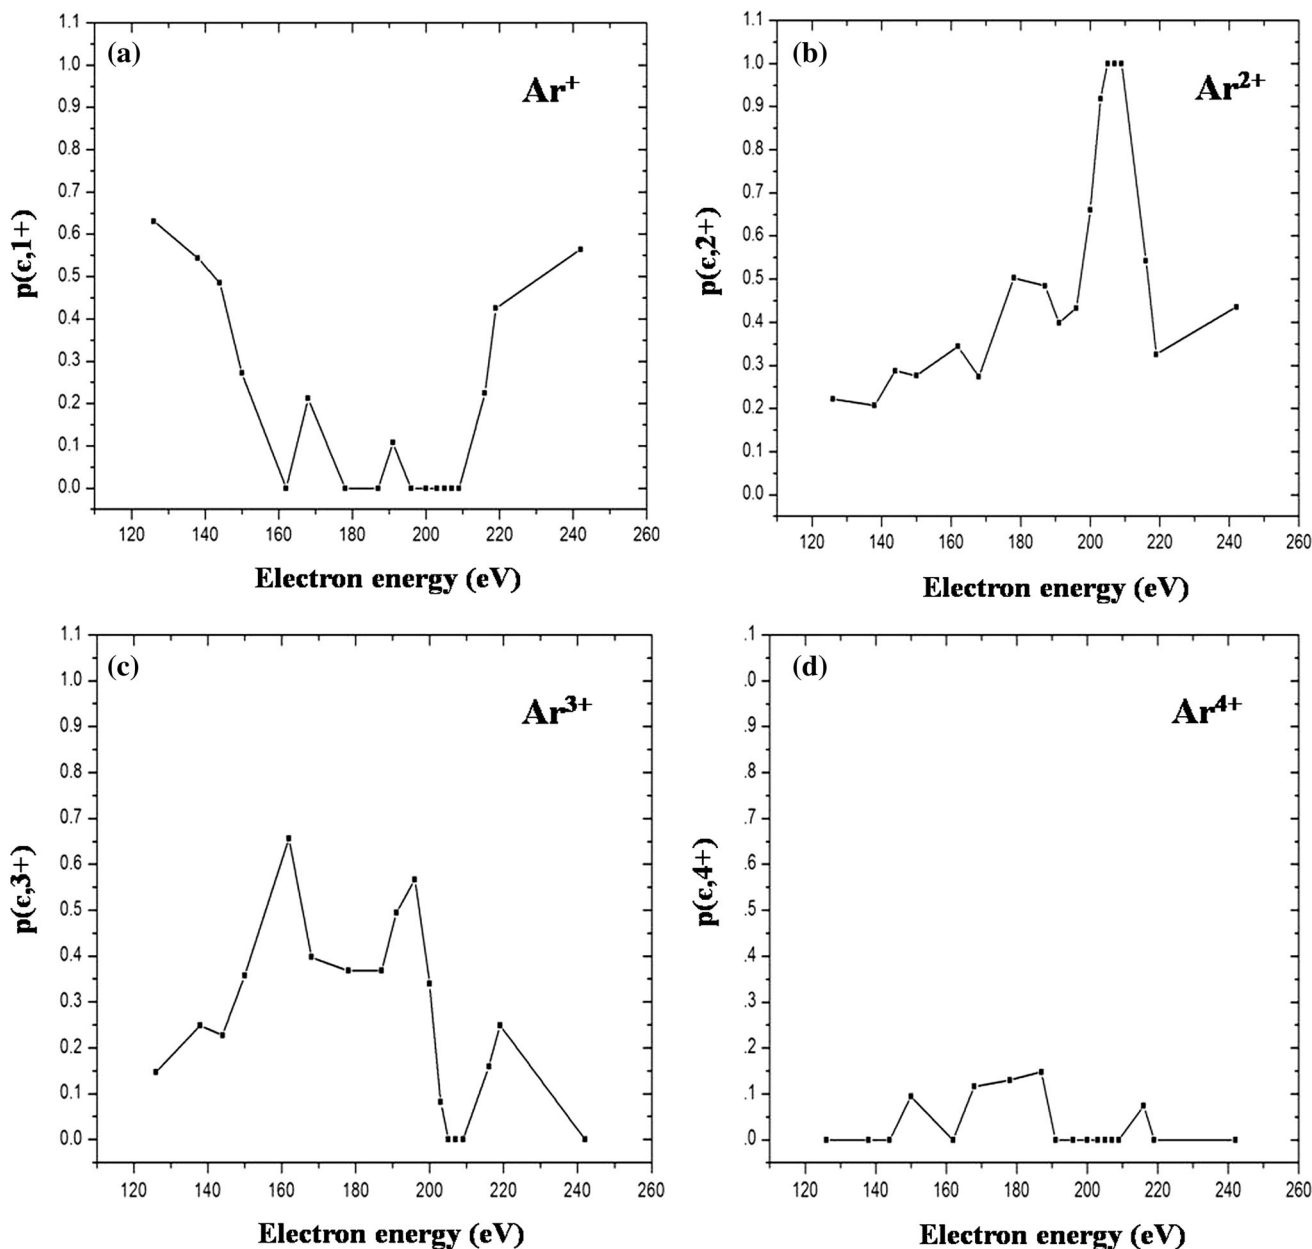 (a)
Ar+
1.1
1.0
0.9
0.8
0.7
0.6
0.5
0.4
0.3
0.2
0.1
0.0
p(ϵ,1+)
120 140 160 180 200 220 240 260
Electron energy (eV)
(b)
Ar2+
1.1
1.0
0.9
0.8
0.7
0.6
0.5
0.4
0.3
0.2
0.1
0.0
p(ϵ,2+)
120 140 160 180 200 220 240 260
Electron energy (eV)
(c)
Ar3+
1.1
1.0
0.9
0.8
0.7
0.6
0.5
0.4
0.3
0.2
0.1
0.0
p(ϵ,3+)
120 140 160 180 200 220 240 260
Electron energy (eV)
(d)
Ar4+
.1
.0
.9
.8
.7
.6
.5
.4
.3
.2
.1
.0
p(ϵ,4+)
120 140 160 180 200 220 240 260
Electron energy (eV)